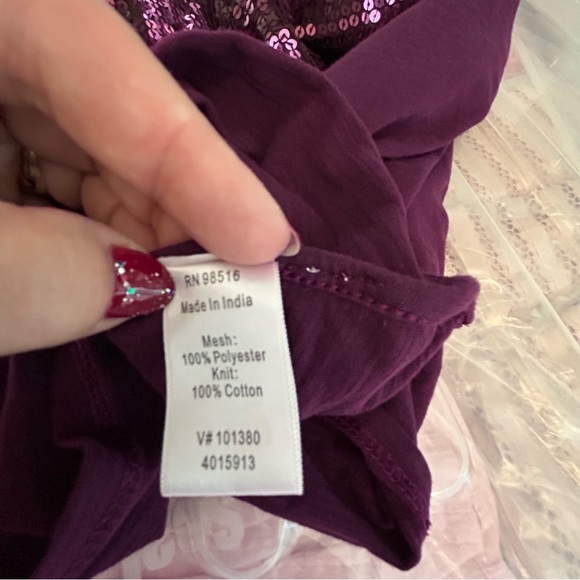 RN 98516
Made In India
Mesh:
100% Polyester
Knit:
100% Cotton
V# 101380
4015913